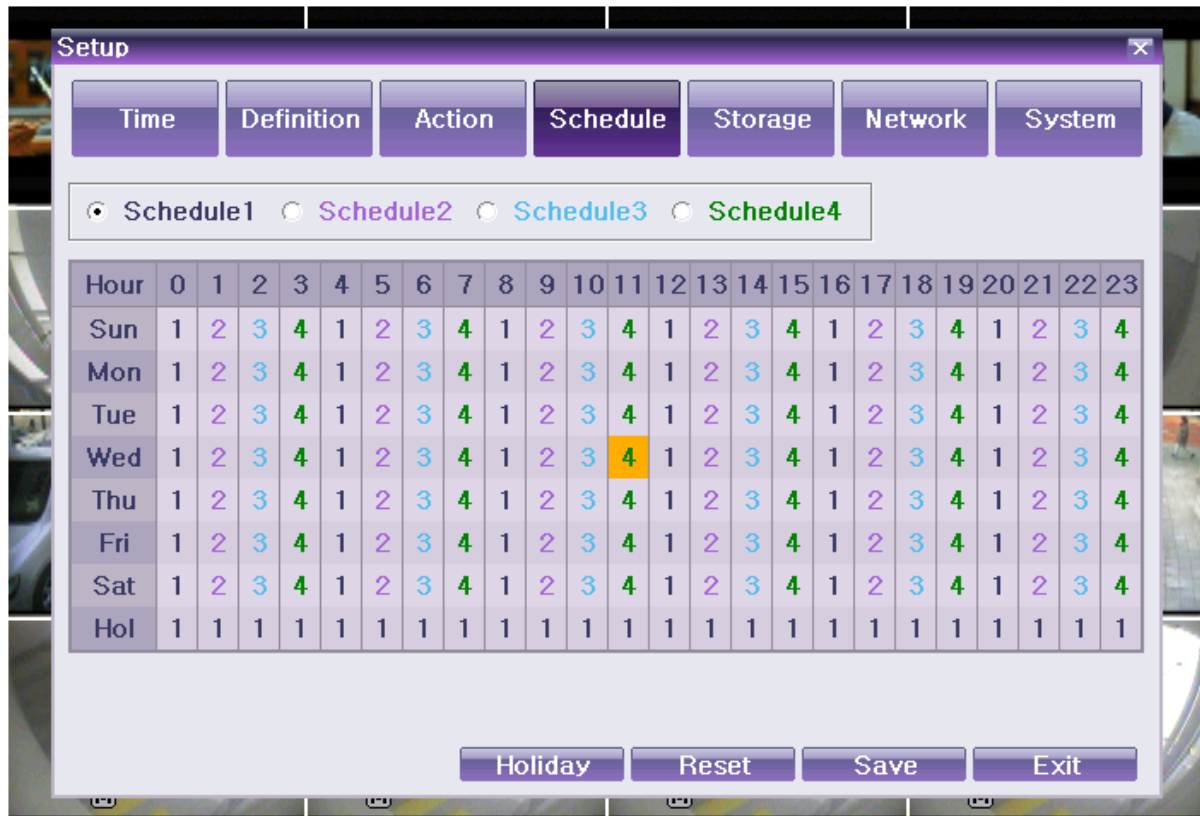 Setup
Time Definition Action Schedule Storage Network System
Schedule1 Schedule2 Schedule3 Schedule4
Hour 0 1 2 3 4 5 6 7 8 9 10 11 12 13 14 15 16 17 18 19 20 21 22 23
Sun 1 2 3 4 1 2 3 4 1 2 3 4 1 2 3 4 1 2 3 4 1 2 3 4
Mon 1 2 3 4 1 2 3 4 1 2 3 4 1 2 3 4 1 2 3 4 1 2 3 4
Tue 1 2 3 4 1 2 3 4 1 2 3 4 1 2 3 4 1 2 3 4 1 2 3 4
Wed 1 2 3 4 1 2 3 4 1 2 3 4 1 2 3 4 1 2 3 4 1 2 3 4
Thu 1 2 3 4 1 2 3 4 1 2 3 4 1 2 3 4 1 2 3 4 1 2 3 4
Fri 1 2 3 4 1 2 3 4 1 2 3 4 1 2 3 4 1 2 3 4 1 2 3 4
Sat 1 2 3 4 1 2 3 4 1 2 3 4 1 2 3 4 1 2 3 4 1 2 3 4
Hol 1 1 1 1 1 1 1 1 1 1 1 1 1 1 1 1 1 1 1 1 1 1 1 1
Holiday Reset Save Exit